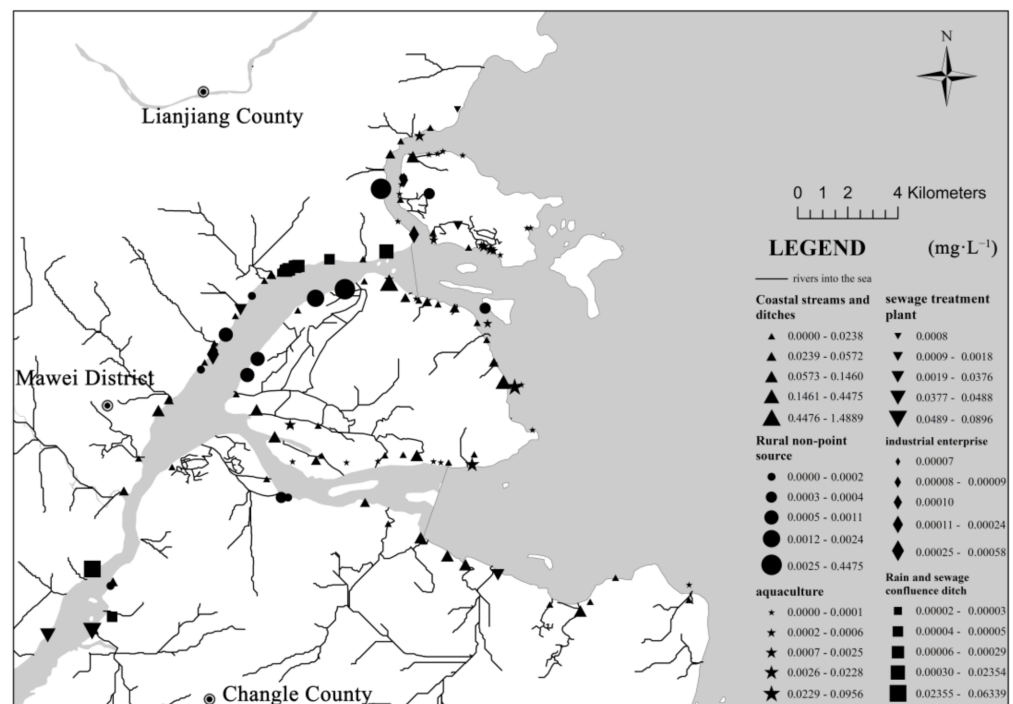 N
Lianjiang County
0 1 2 4 Kilometers
LEGEND (mg·L⁻¹)
rivers into the sea
Coastal streams and
ditches
0.0000 - 0.0238
0.0239 - 0.0572
0.0573 - 0.1460
0.1461 - 0.4475
0.4476 - 1.4889
Rural non-point
source
0.0000 - 0.0002
0.0003 - 0.0004
0.0005 - 0.0011
0.0012 - 0.0024
0.0025 - 0.4475
aquaculture
0.0000 - 0.0001
0.0002 - 0.0006
0.0007 - 0.0025
0.0026 - 0.0228
0.0229 - 0.0956
sewage treatment
plant
0.0008
0.0009 - 0.0018
0.0019 - 0.0376
0.0377 - 0.0488
0.0489 - 0.0896
industrial enterprise
0.00007
0.00008 - 0.00009
0.00010
0.00011 - 0.00024
0.00025 - 0.00058
Rain and sewage
confluence ditch
0.00002 - 0.00003
0.00004 - 0.00005
0.00006 - 0.00029
0.00030 - 0.02354
0.02355 - 0.06339
Mawei District
Changle County